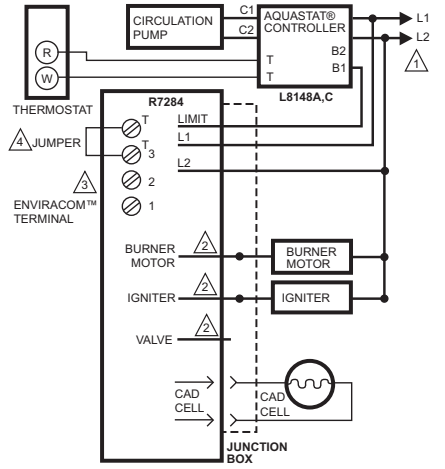 C1
C2
CIRCULATION
PUMP
AQUASTAT®
CONTROLLER
L1
L2
B2
B1
1
R
W
T
T
THERMOSTAT
L8148A,C
R7284
T
LIMIT
4 JUMPER
L1
T
3
L2
3
2
ENVIRACOM™
TERMINAL
1
BURNER
MOTOR
2
BURNER
MOTOR
IGNITER
2
IGNITER
VALVE
2
CAD
CELL
CAD
CELL
JUNCTION
BOX